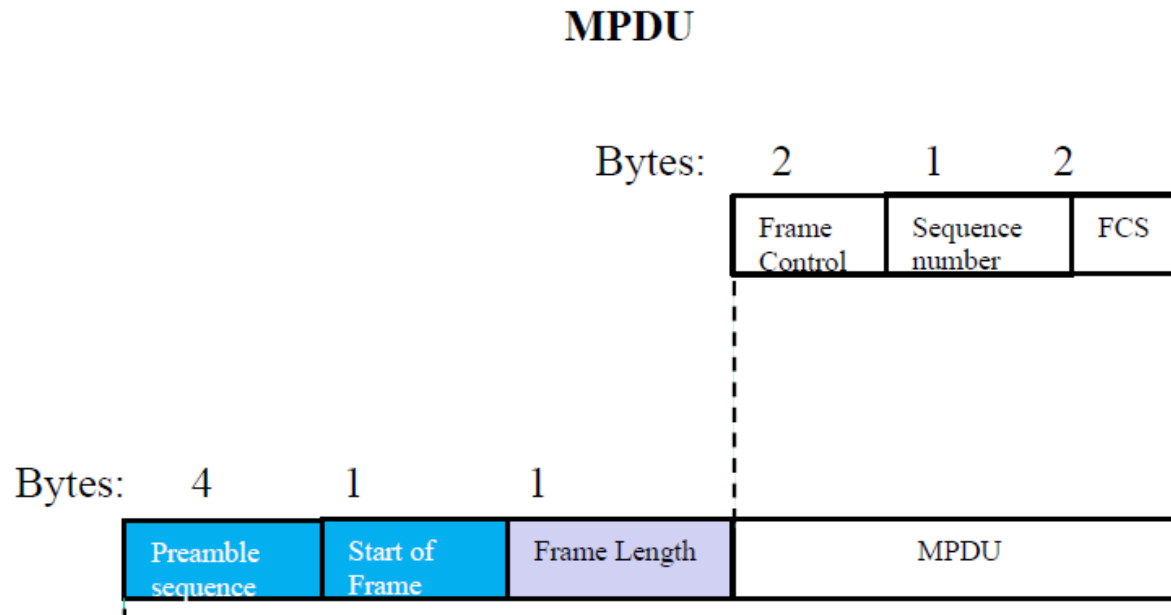 MPDU
Bytes: 2 1 2
Frame Control
Sequence number
FCS
Bytes: 4 1 1
Preamble sequence
Start of Frame
Frame Length
MPDU